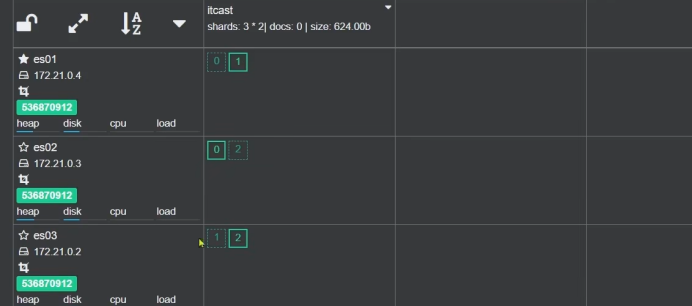 A
Z
itcast
shards: 3 * 2| docs: 0 | size: 624.00b
es01
172.21.0.4
536870912
heap disk cpu load
0 1
es02
172.21.0.3
536870912
heap disk cpu load
0 2
es03
172.21.0.2
536870912
heap disk cpu load
1 2